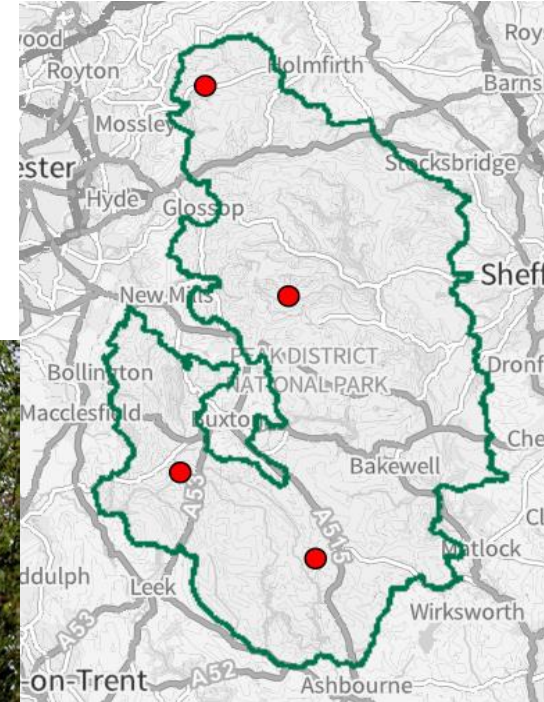 Roys
Royton
Holmfirth
Barns
Mossley
ester
Stocksbridge
Hyde
Glossop
Sheff
New Mills
PEAK DISTRICT
NATIONAL PARK
Bollington
Dronf
Macclesfield
Buxton
Che
Bakewell
A53
A515
Cl
Matlock
ddulph
Leek
Wirksworth
A53
A52
-on-Trent
Ashbourne